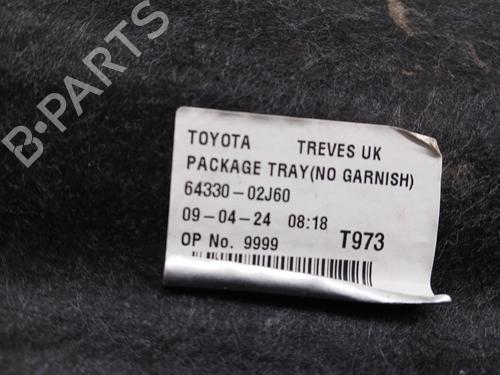 B-PARTS
TOYOTA TREVES UK
PACKAGE TRAY(NO GARNISH)
64330-02J60
09-04-24 08:18
OP No. 9999 T973